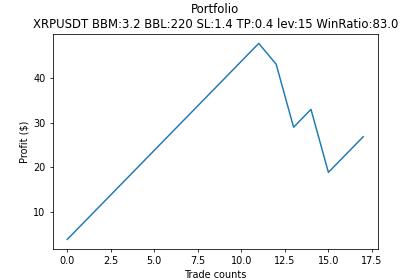 Portfolio
XRPUSDT BBM:3.2 BBL:220 SL:1.4 TP:0.4 lev:15 WinRatio:83.0
Profit ($)
40
30
20
10
0.0 2.5 5.0 7.5 10.0 12.5 15.0 17.5
Trade counts